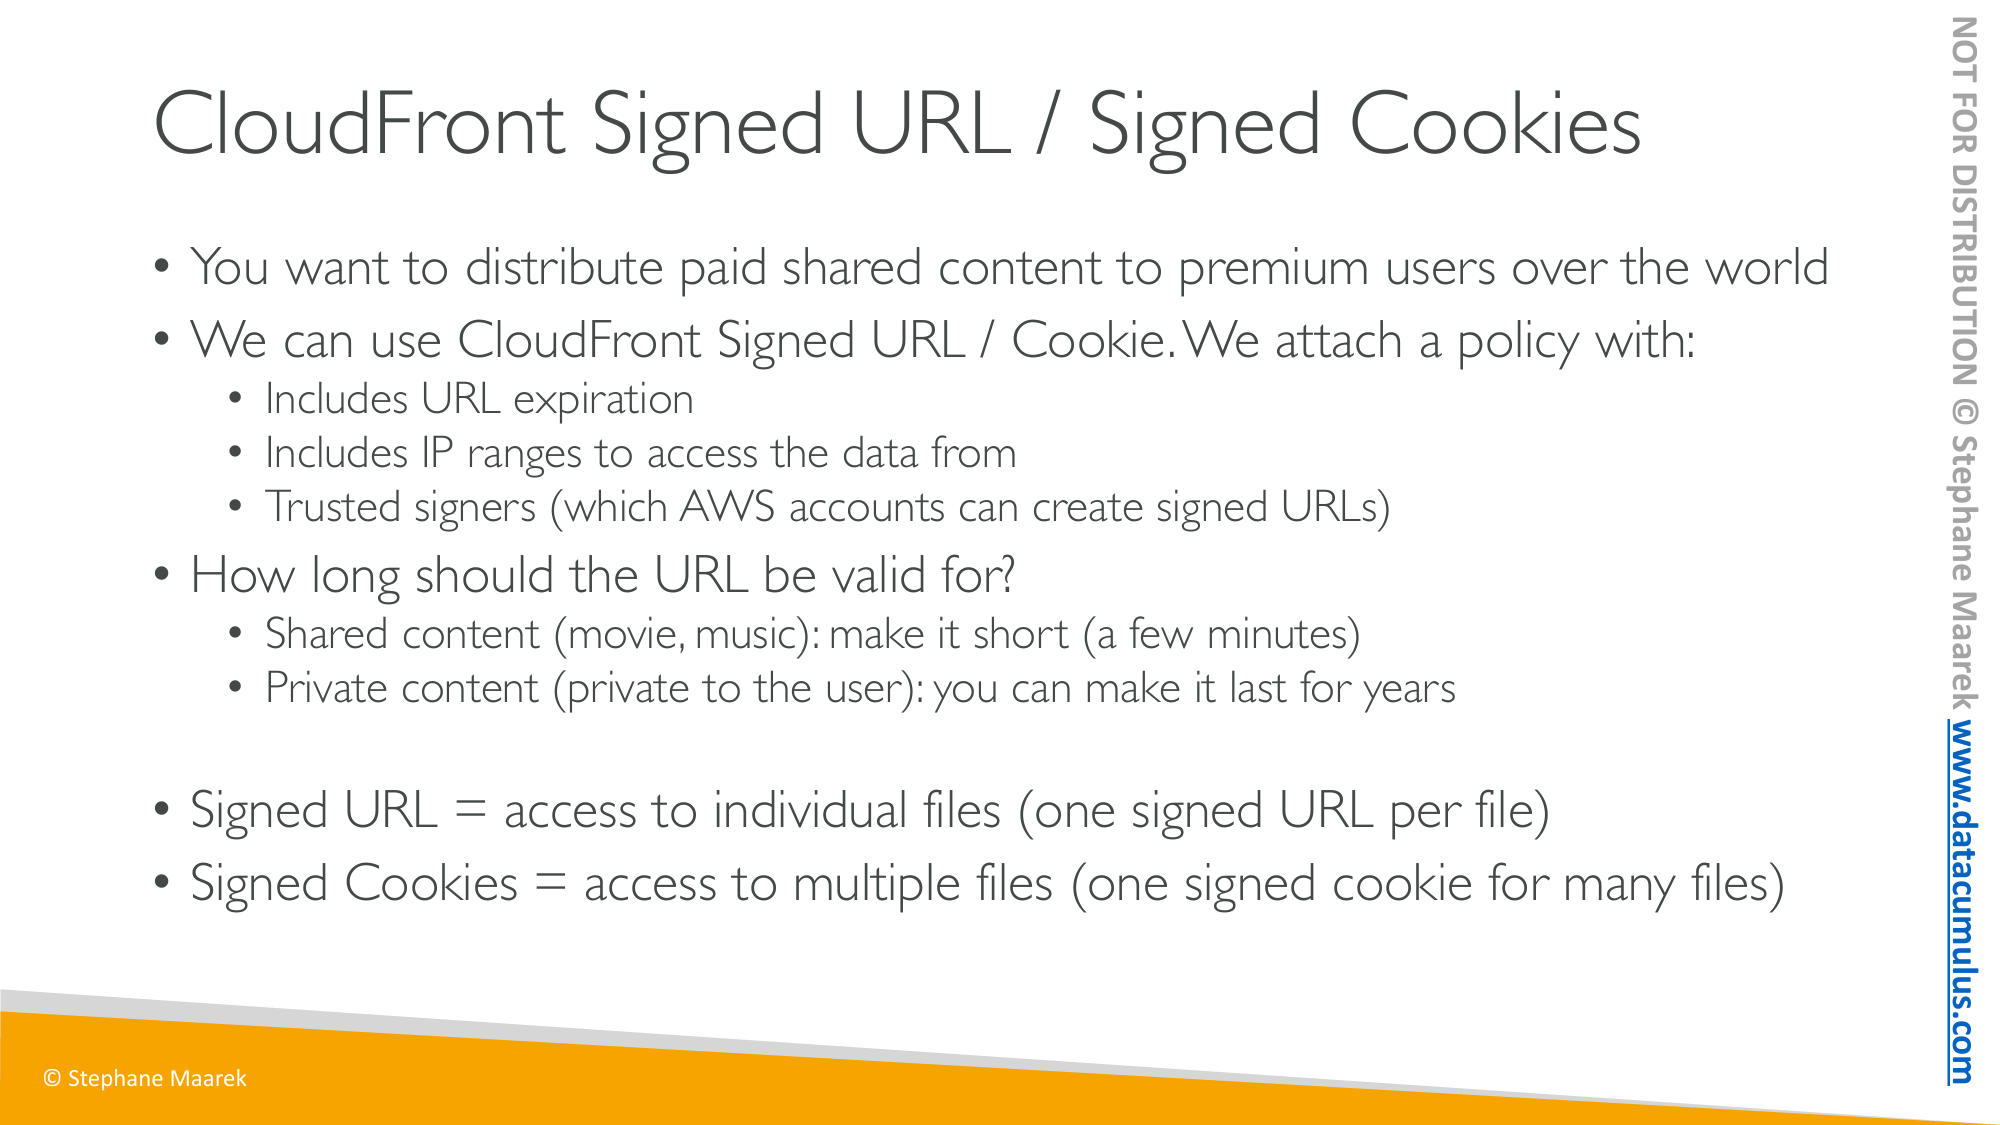 CloudFront Signed URL / Signed Cookies
• You want to distribute paid shared content to premium users over the world
• We can use CloudFront Signed URL / Cookie. We attach a policy with:
• Includes URL expiration
• Includes IP ranges to access the data from
• Trusted signers (which AWS accounts can create signed URLs)
• How long should the URL be valid for?
• Shared content (movie, music): make it short (a few minutes)
• Private content (private to the user): you can make it last for years
• Signed URL = access to individual files (one signed URL per file)
• Signed Cookies = access to multiple files (one signed cookie for many files)
© Stephane Maarek
NOT FOR DISTRIBUTION © Stephane Maarek www.datacumulus.com